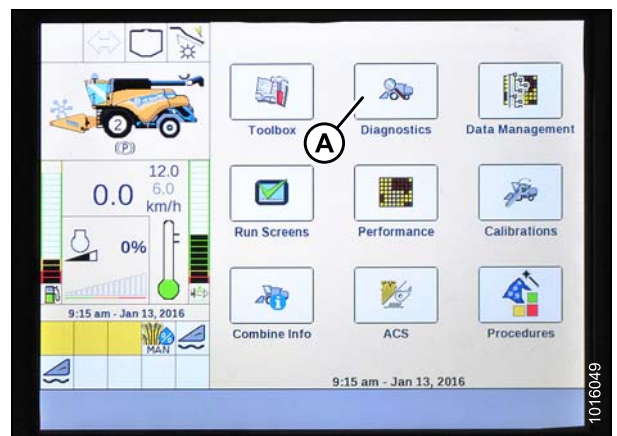 Toolbox
Diagnostics
Data Management
A
2
(P)
12.0
0.0
6.0
km/h
Run Screens
Performance
Calibrations
0%
9:15 am - Jan 13, 2016
Combine Info
ACS
Procedures
MAN
%
9:15 am - Jan 13, 2016
1016049